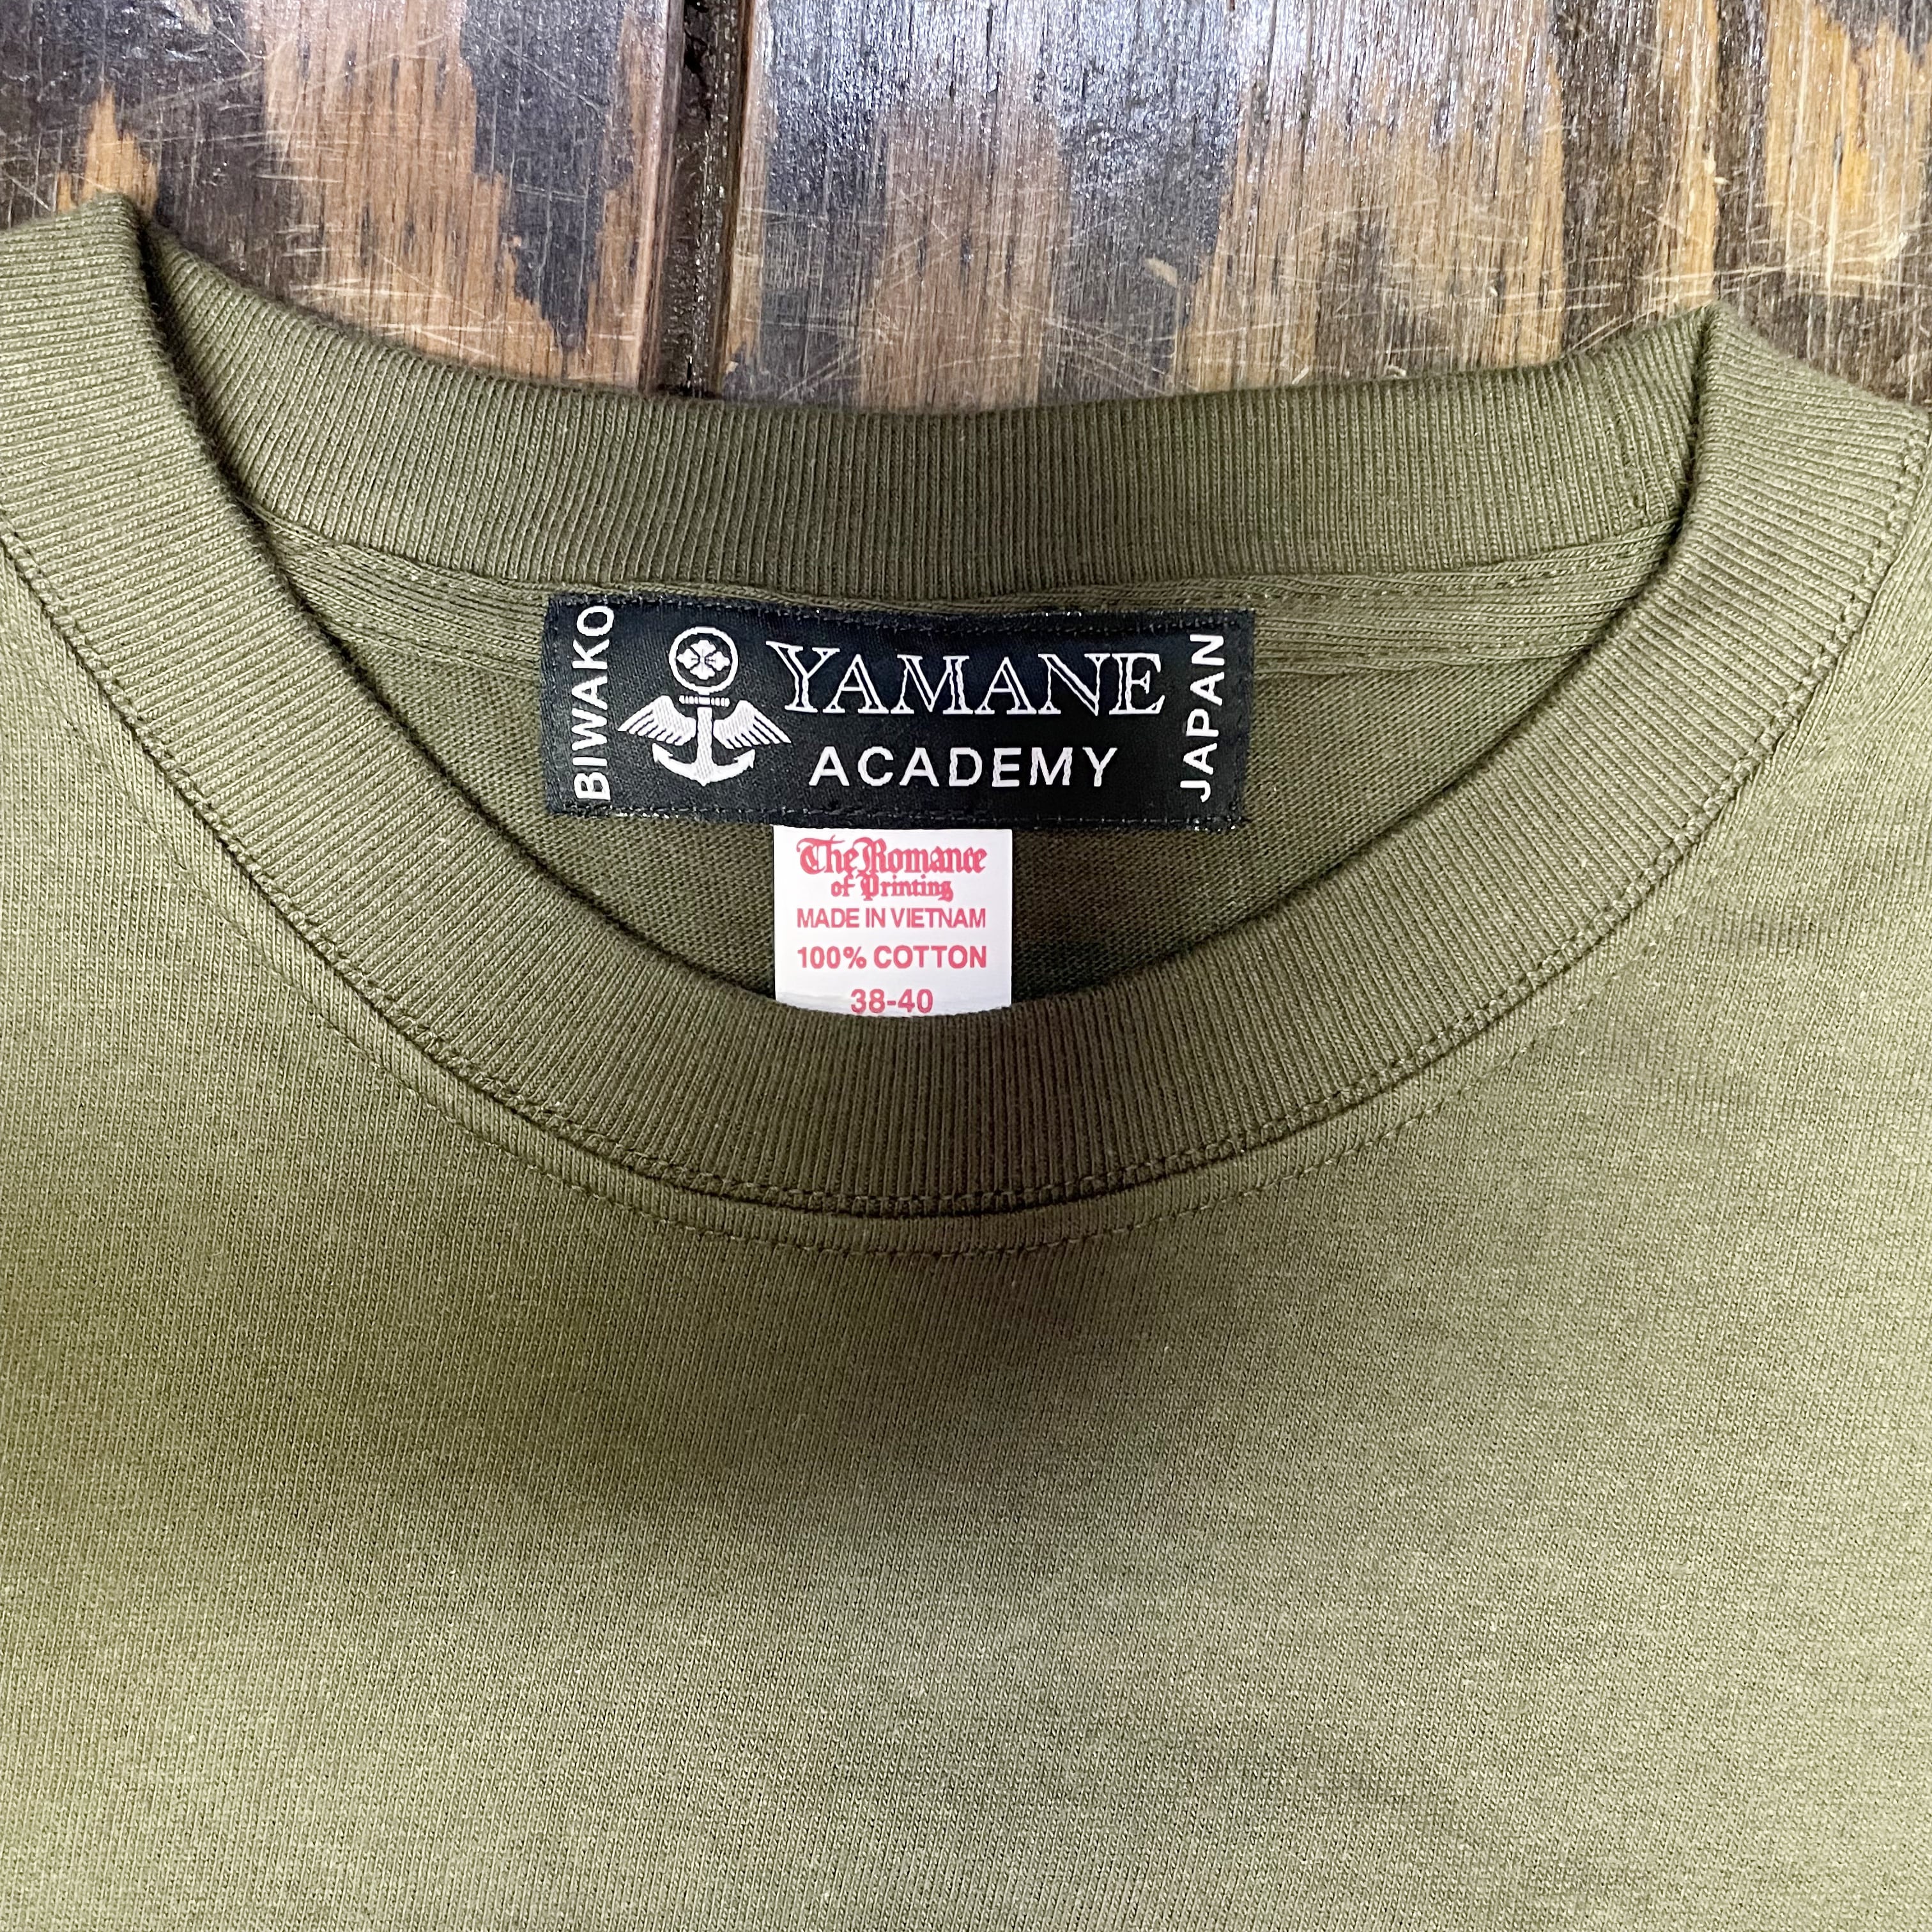 BIWAKO
YAMANE
ACADEMY
JAPAN
The Romance
of Printing
MADE IN VIETNAM
100% COTTON
38-40